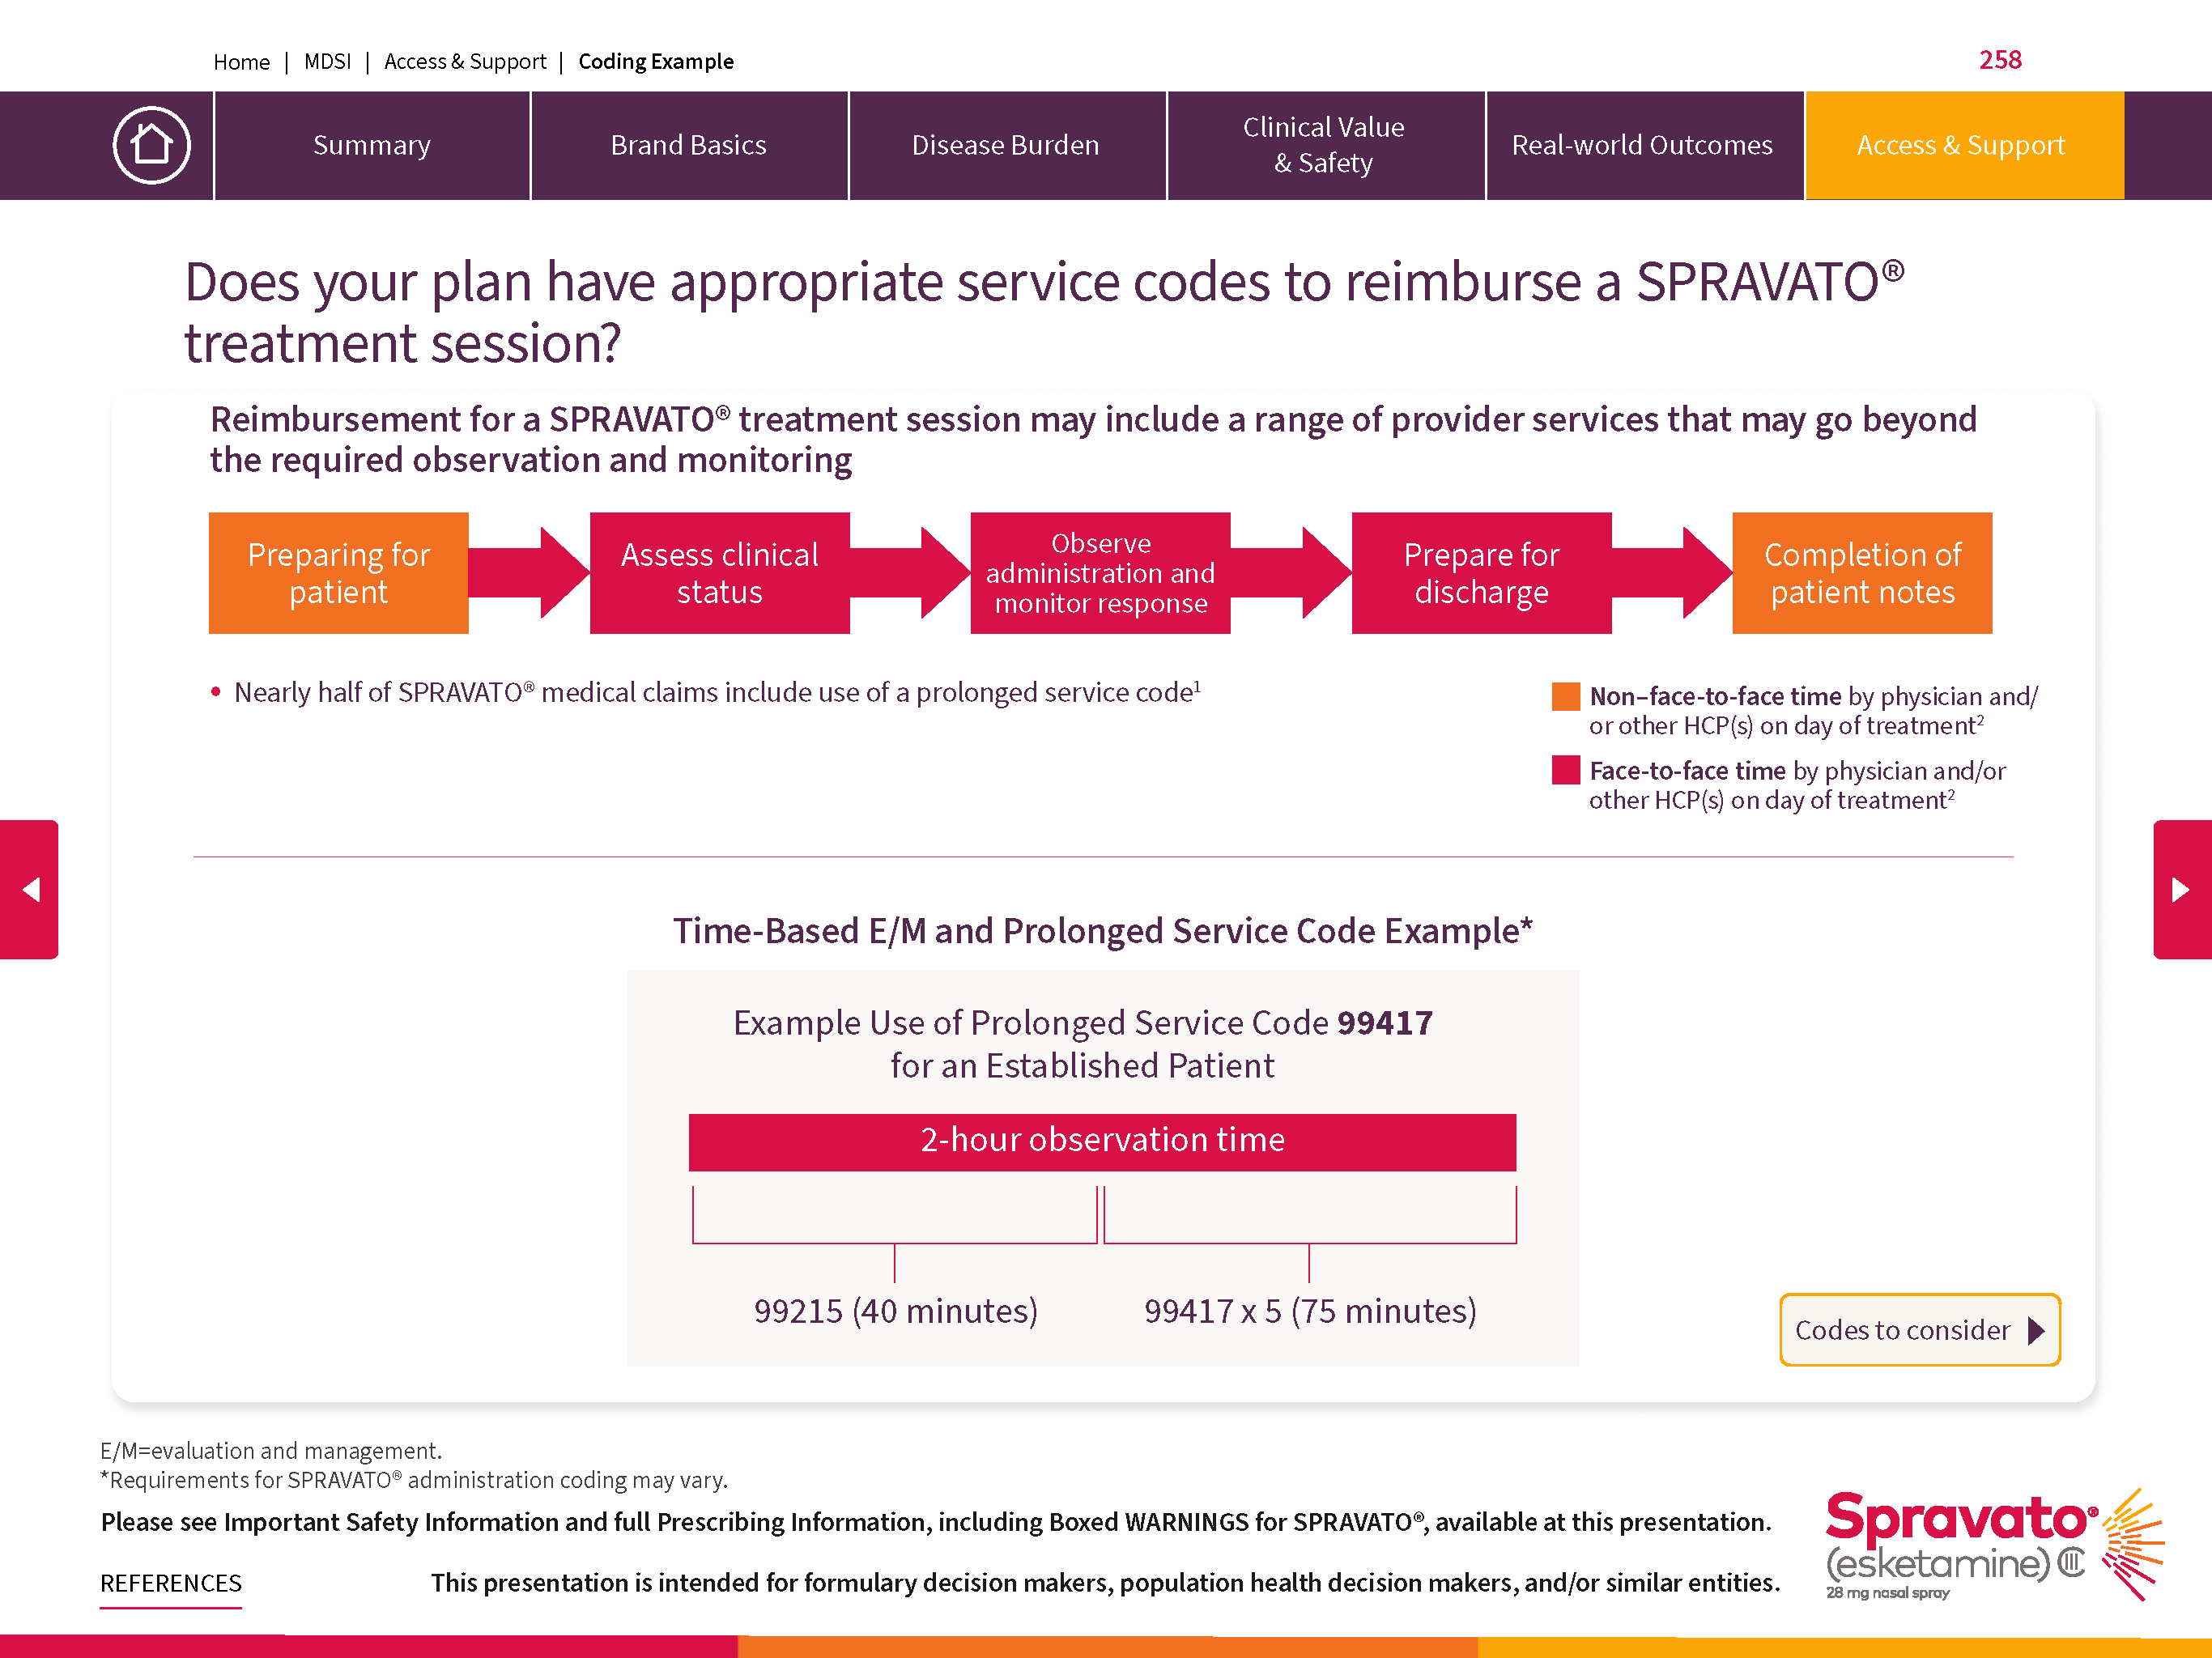 Home | MDSI | Access & Support | Coding Example
258
Summary
Brand Basics
Disease Burden
Clinical Value
& Safety
Real-world Outcomes
Access & Support
Does your plan have appropriate service codes to reimburse a SPRAVATO®
treatment session?
Reimbursement for a SPRAVATO® treatment session may include a range of provider services that may go beyond
the required observation and monitoring
Preparing for
patient
Assess clinical
status
Observe
administration and
monitor response
Prepare for
discharge
Completion of
patient notes
• Nearly half of SPRAVATO® medical claims include use of a prolonged service code1
Non–face-to-face time by physician and/
or other HCP(s) on day of treatment2
Face-to-face time by physician and/or
other HCP(s) on day of treatment2
Time-Based E/M and Prolonged Service Code Example*
Example Use of Prolonged Service Code 99417
for an Established Patient
2-hour observation time
99215 (40 minutes)
99417 x 5 (75 minutes)
Codes to consider
E/M=evaluation and management.
*Requirements for SPRAVATO® administration coding may vary.
Please see Important Safety Information and full Prescribing Information, including Boxed WARNINGS for SPRAVATO®, available at this presentation.
REFERENCES
This presentation is intended for formulary decision makers, population health decision makers, and/or similar entities.
Spravato®
(esketamine) CIII
28 mg nasal spray